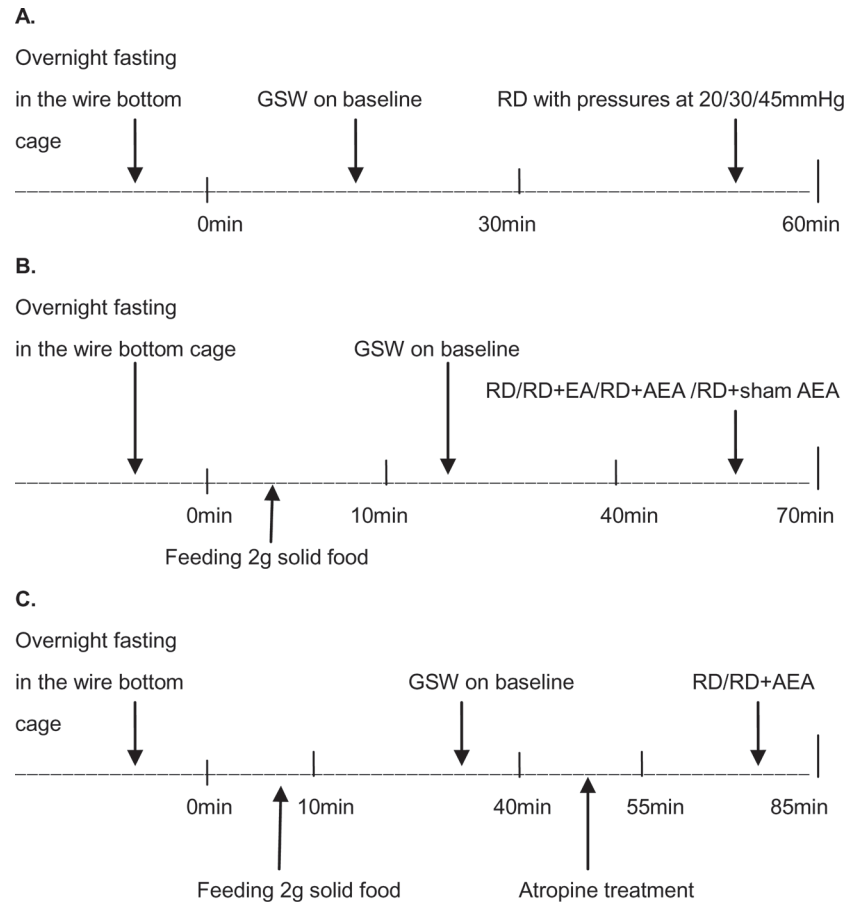 A.
Overnight fasting
in the wire bottom
cage
GSW on baseline
RD with pressures at 20/30/45mmHg
0min
30min
60min
B.
Overnight fasting
in the wire bottom cage
GSW on baseline
RD/RD+EA/RD+AEA /RD+sham AEA
0min
10min
40min
70min
Feeding 2g solid food
C.
Overnight fasting
in the wire bottom
cage
GSW on baseline
RD/RD+AEA
0min
10min
40min
55min
85min
Feeding 2g solid food
Atropine treatment